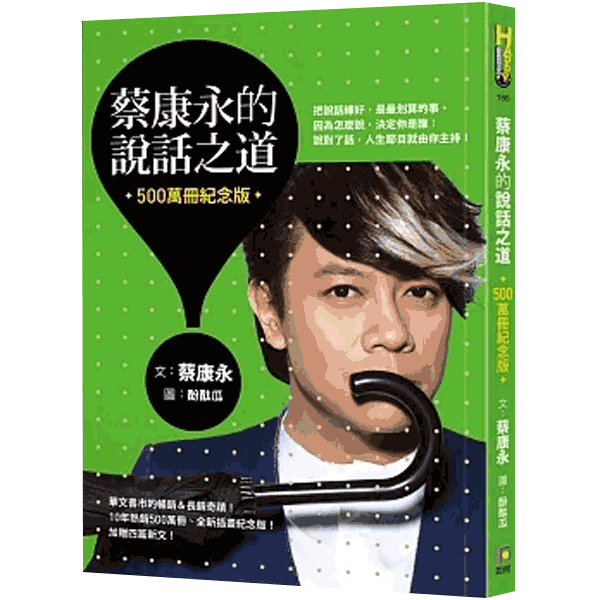 蔡康永的
說話之道
500萬冊紀念版
把說話練好,是最划算的事。
因為怎麼說,決定你是誰!
說對了話,人生節目就由你主持!
文:蔡康永
圖:酚酞瓜
華文書市的暢銷&長銷奇蹟!
10年熱銷500萬冊、全新插畫紀念版!
加贈四篇新文!
蔡康永的說話之道
500萬冊紀念版
文:蔡康永
圖:酚酞瓜